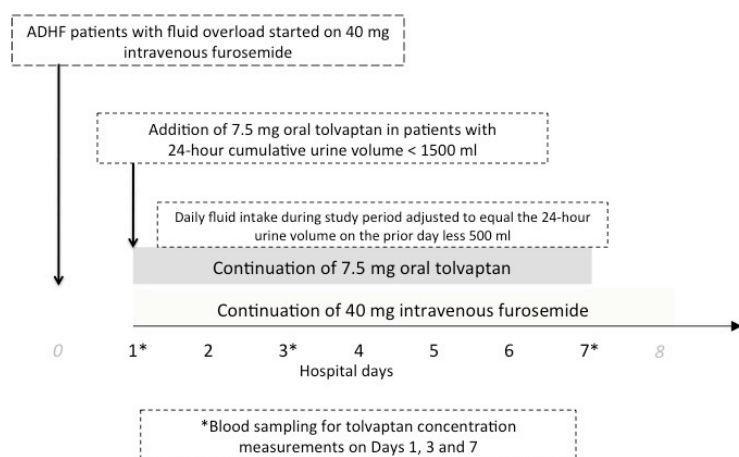 ADHF patients with fluid overload started on 40 mg
intravenous furosemide
Addition of 7.5 mg oral tolvaptan in patients with
24-hour cumulative urine volume < 1500 ml
Daily fluid intake during study period adjusted to equal the 24-hour
urine volume on the prior day less 500 ml
Continuation of 7.5 mg oral tolvaptan
Continuation of 40 mg intravenous furosemide
0 1* 2 3* 4 5 6 7* 8
Hospital days
*Blood sampling for tolvaptan concentration
measurements on Days 1, 3 and 7